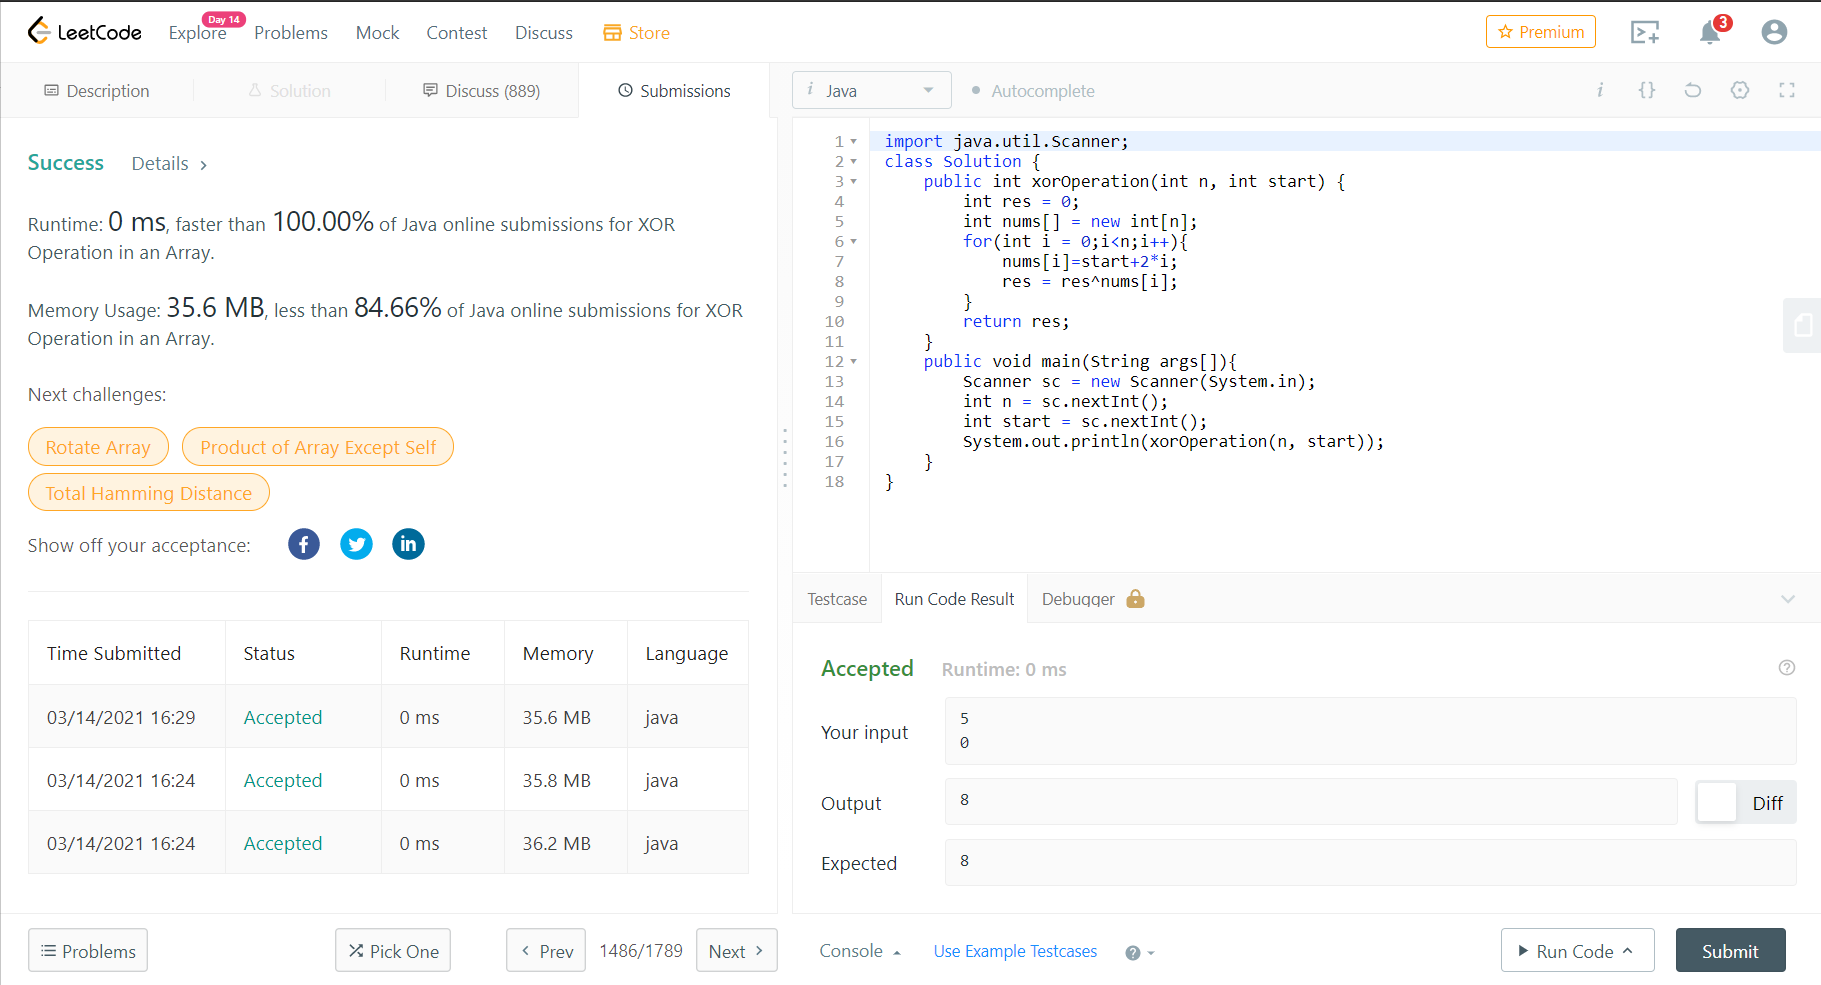 LeetCode
Explore
Day 14
Problems
Mock
Contest
Discuss
Store
Premium
3
Description
Solution
Discuss (889)
Submissions
i Java
Autocomplete
i {}
Success
Details
Runtime: 0 ms, faster than 100.00% of Java online submissions for XOR
Operation in an Array.
Memory Usage: 35.6 MB, less than 84.66% of Java online submissions for XOR
Operation in an Array.
Next challenges:
Rotate Array
Product of Array Except Self
Total Hamming Distance
Show off your acceptance:
f
in
Time Submitted Status Runtime Memory Language
03/14/2021 16:29 Accepted 0 ms 35.6 MB java
03/14/2021 16:24 Accepted 0 ms 35.8 MB java
03/14/2021 16:24 Accepted 0 ms 36.2 MB java
Problems
Pick One
Prev
1486/1789
Next
1 import java.util.Scanner;
2 class Solution {
3 public int xorOperation(int n, int start) {
4 int res = 0;
5 int nums[] = new int[n];
6 for(int i = 0;i<n;i++){
7 nums[i]=start+2*i;
8 res = res^nums[i];
9 }
10 return res;
11 }
12 public void main(String args[]){
13 Scanner sc = new Scanner(System.in);
14 int n = sc.nextInt();
15 int start = sc.nextInt();
16 System.out.println(xorOperation(n, start));
17 }
18 }
Testcase
Run Code Result
Debugger
Accepted
Runtime: 0 ms
?
Your input
5
0
Output
8
Diff
Expected
8
Console
Use Example Testcases
?
Run Code
Submit